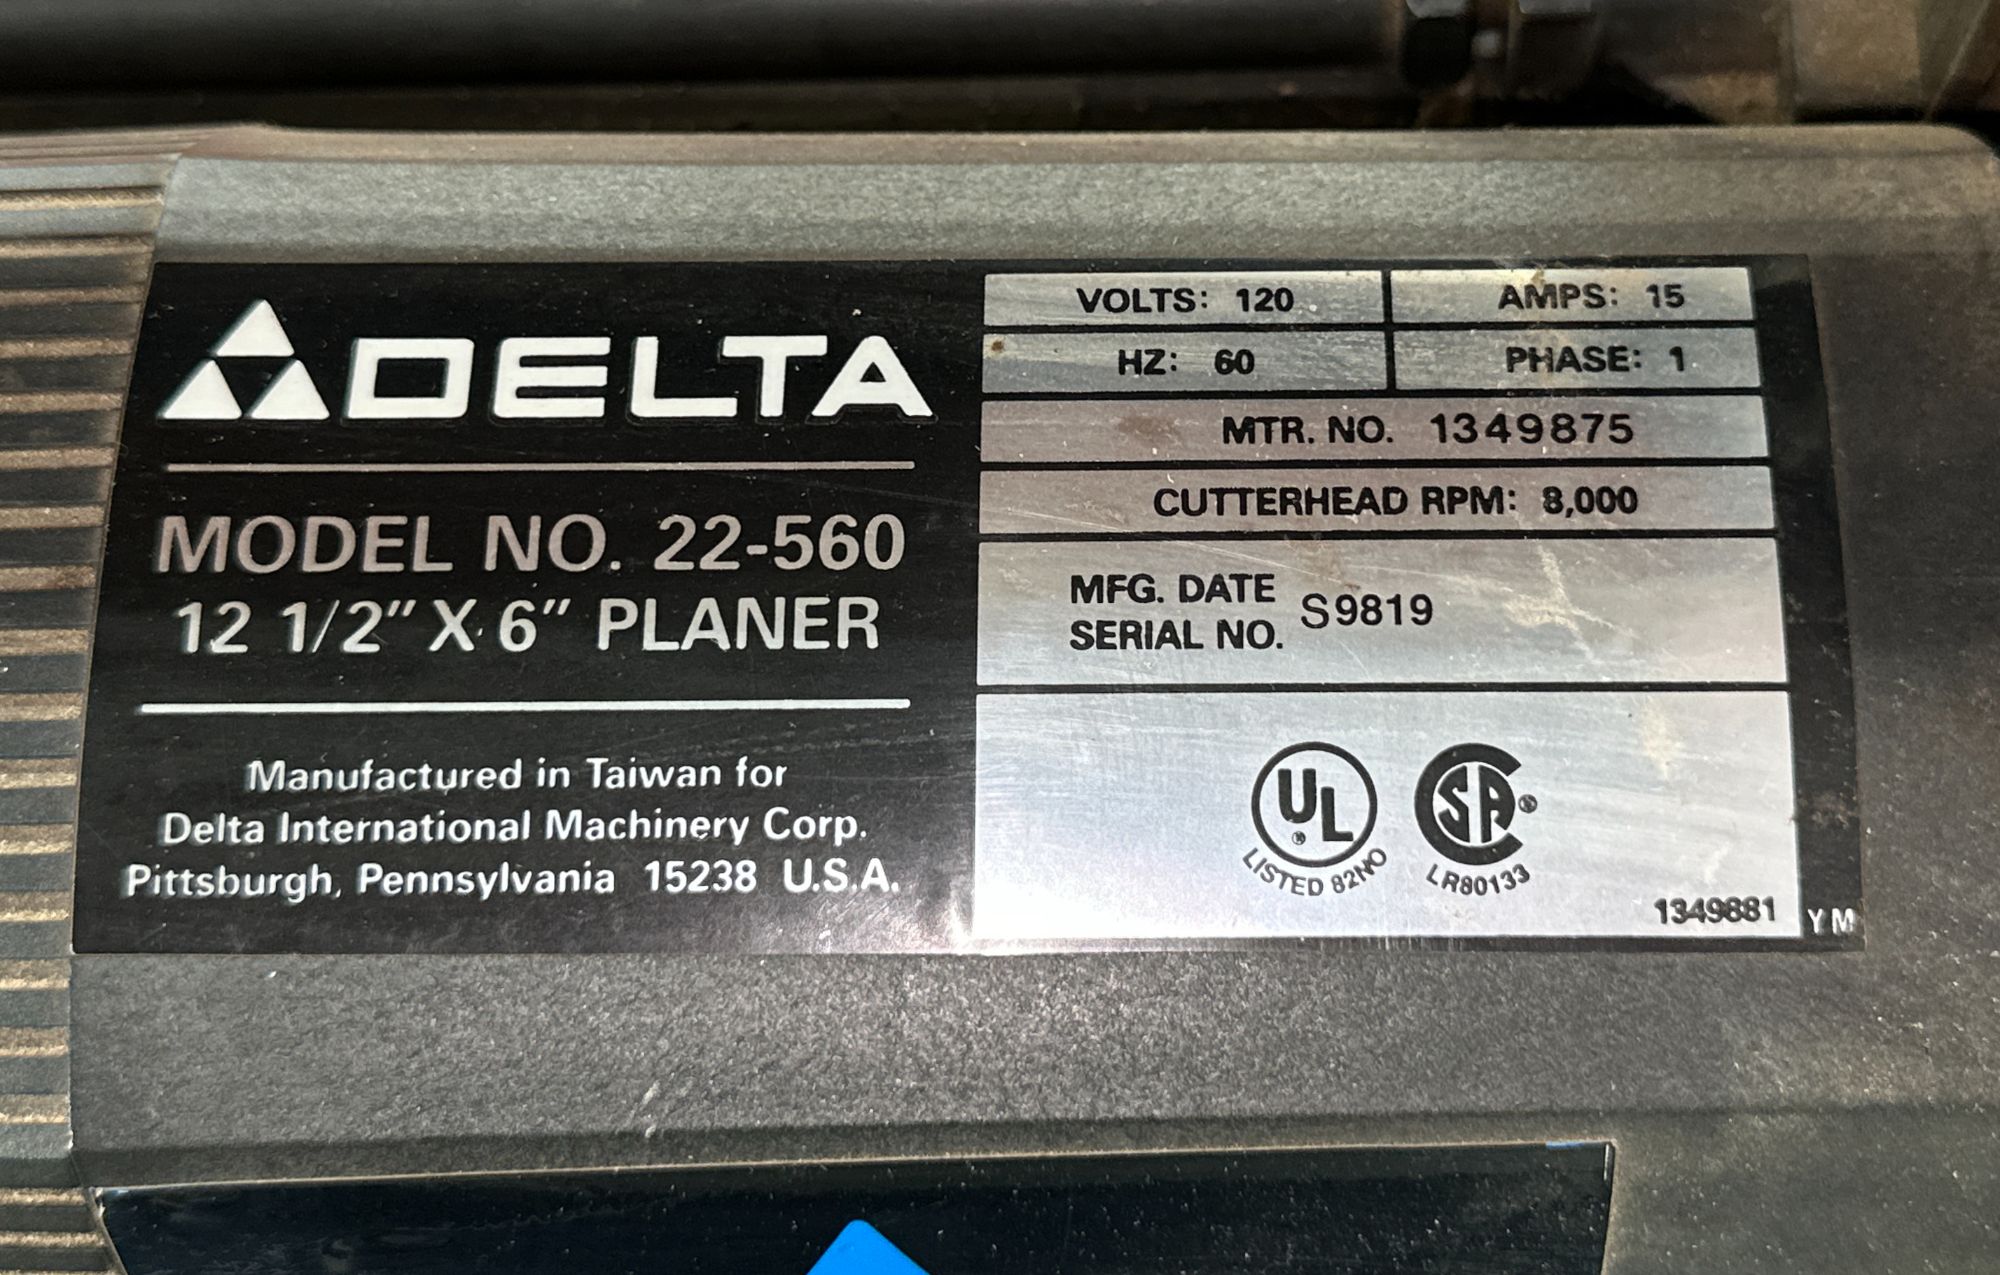 DELTA
MODEL NO. 22-560
12 1/2" X 6" PLANER
Manufactured in Taiwan for
Delta International Machinery Corp.
Pittsburgh, Pennsylvania 15238 U.S.A.
VOLTS: 120
AMPS: 15
HZ: 60
PHASE: 1
MTR. NO. 1349875
CUTTERHEAD RPM: 8,000
MFG. DATE
SERIAL NO. S9819
UL
®
LISTED 82NO
CSA ®
LR80133
1349881
YM